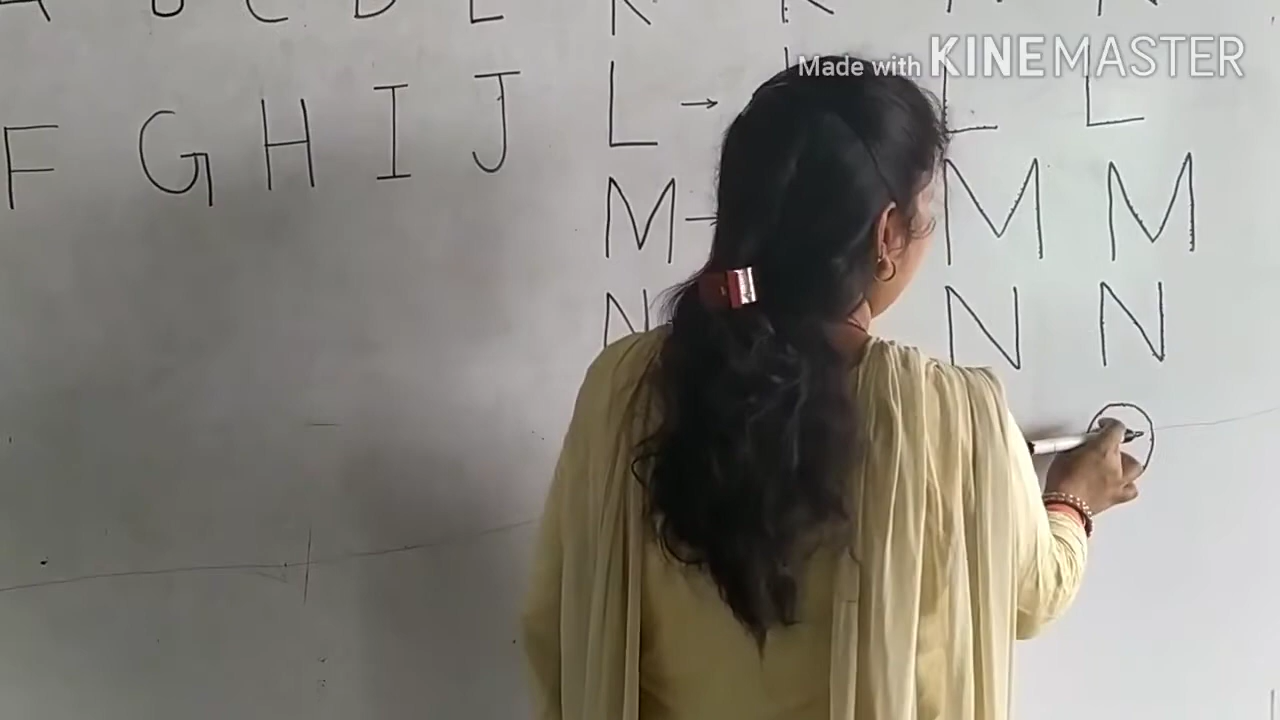 A B C D E K K K K
Made with KINEMASTER
F G H I J L → L L
M → M M
N N N
O